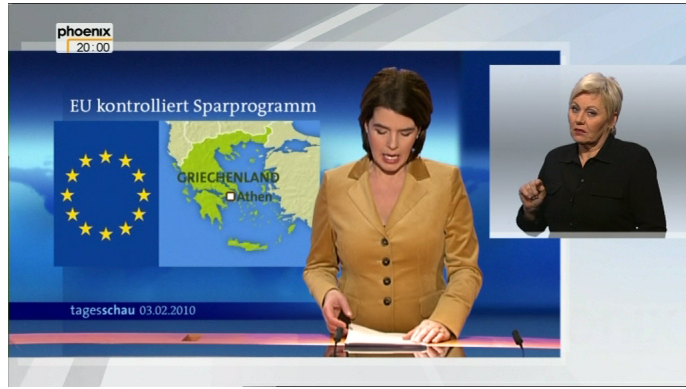 phoenix
20:00
EU kontrolliert Sparprogramm
GRIECHENLAND
Athen
tagesschau 03.02.2010